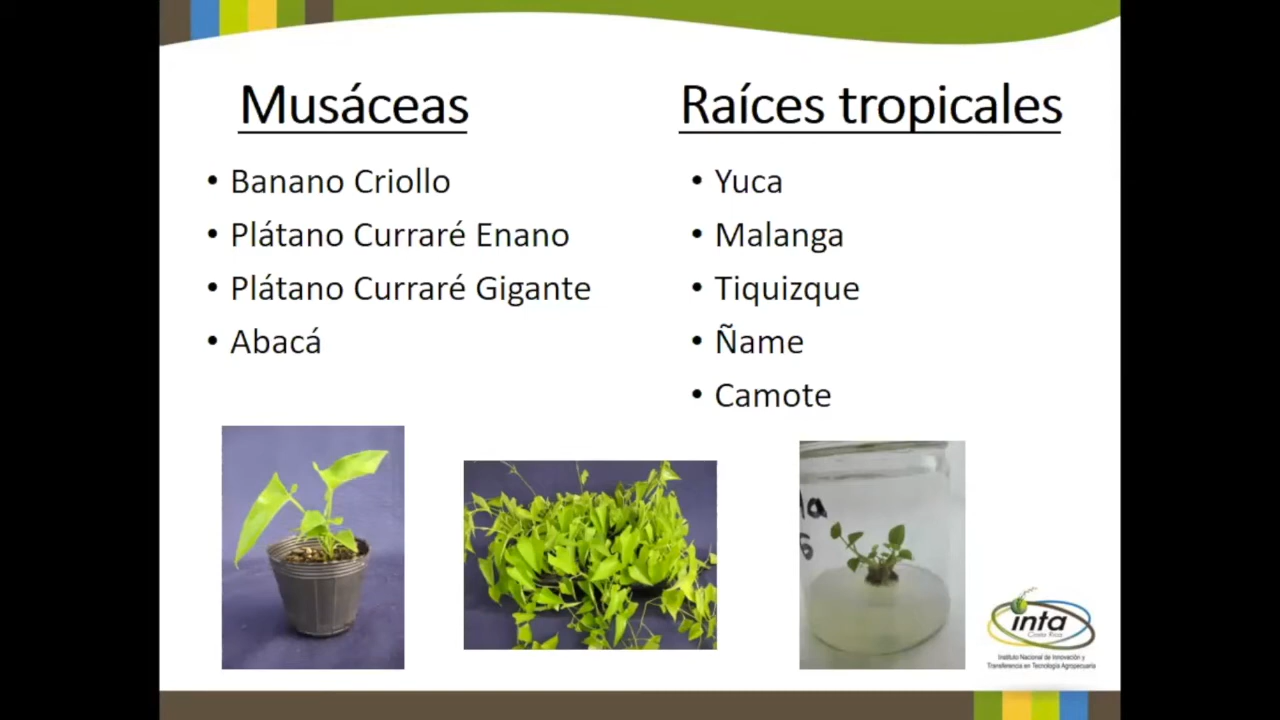 Musáceas
• Banano Criollo
• Plátano Curraré Enano
• Plátano Curraré Gigante
• Abacá
Raíces tropicales
• Yuca
• Malanga
• Tiquizque
• Ñame
• Camote
inta
Costa Rica
Instituto Nacional de Innovación y
Transferencia en Tecnología Agropecuaria